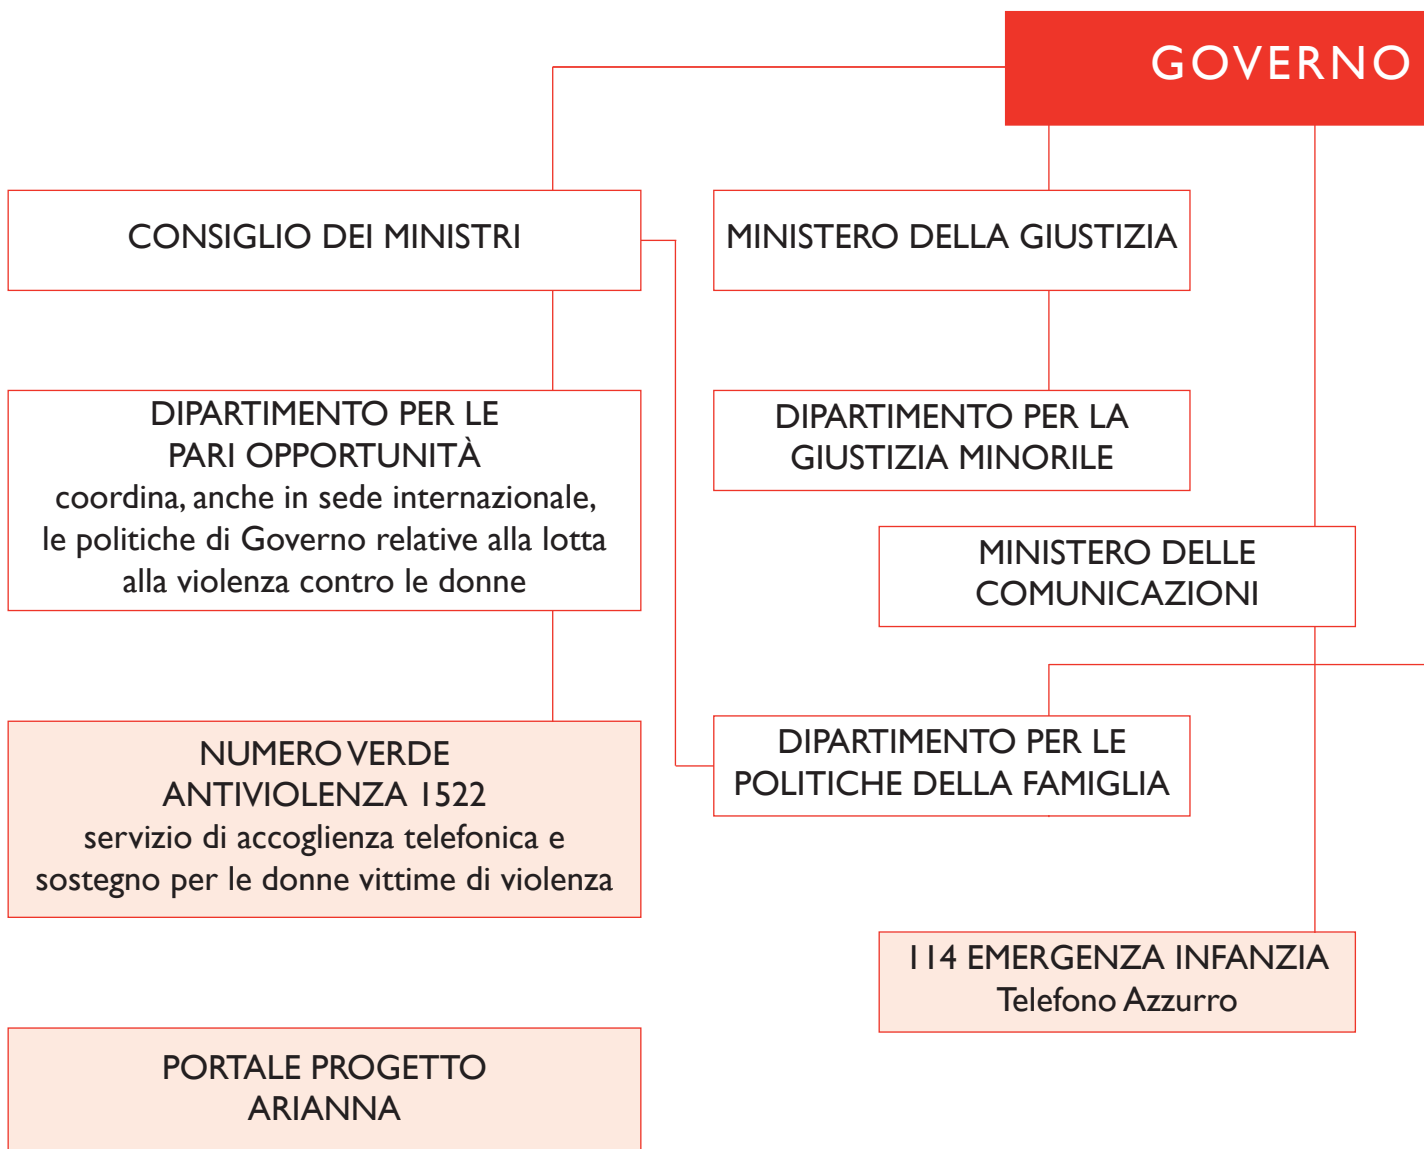 GOVERNO
CONSIGLIO DEI MINISTRI
MINISTERO DELLA GIUSTIZIA
DIPARTIMENTO PER LE
PARI OPPORTUNITÀ
coordina, anche in sede internazionale,
le politiche di Governo relative alla lotta
alla violenza contro le donne
DIPARTIMENTO PER LA
GIUSTIZIA MINORILE
MINISTERO DELLE
COMUNICAZIONI
NUMERO VERDE
ANTIVIOLENZA 1522
servizio di accoglienza telefonica e
sostegno per le donne vittime di violenza
DIPARTIMENTO PER LE
POLITICHE DELLA FAMIGLIA
114 EMERGENZA INFANZIA
Telefono Azzurro
PORTALE PROGETTO
ARIANNA